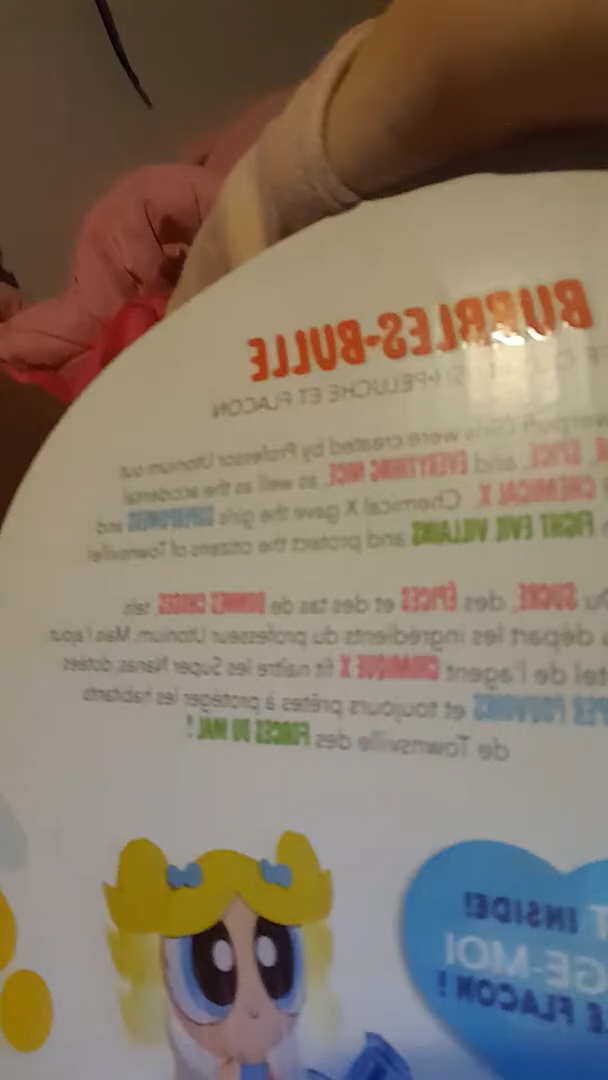 BUBBLES-BULLE
I-PELUCHE ET FLACON
Girls were created by Professor Utonium out
SPICE, and EVERYTHING NICE, as well as the accidental
CHEMICAL X. Chemical X gave the girls SUPERPOWERS and
FIGHT EVIL VILLAINS and protect the citizens of Townsville!
Du SUCRE, des ÉPICES et des tas de BONNES CHOSES, tels
départ les ingrédients du professeur Utonium. Mais l'ajout
de l'agent CHIMIQUE X fit naître les Super Nanas, dotées
POUVOIRS et toujours prêtes à protéger les habitants
de Townsville des FORCES DU MAL !
INSIDE!
GE-MOI
FLACON !